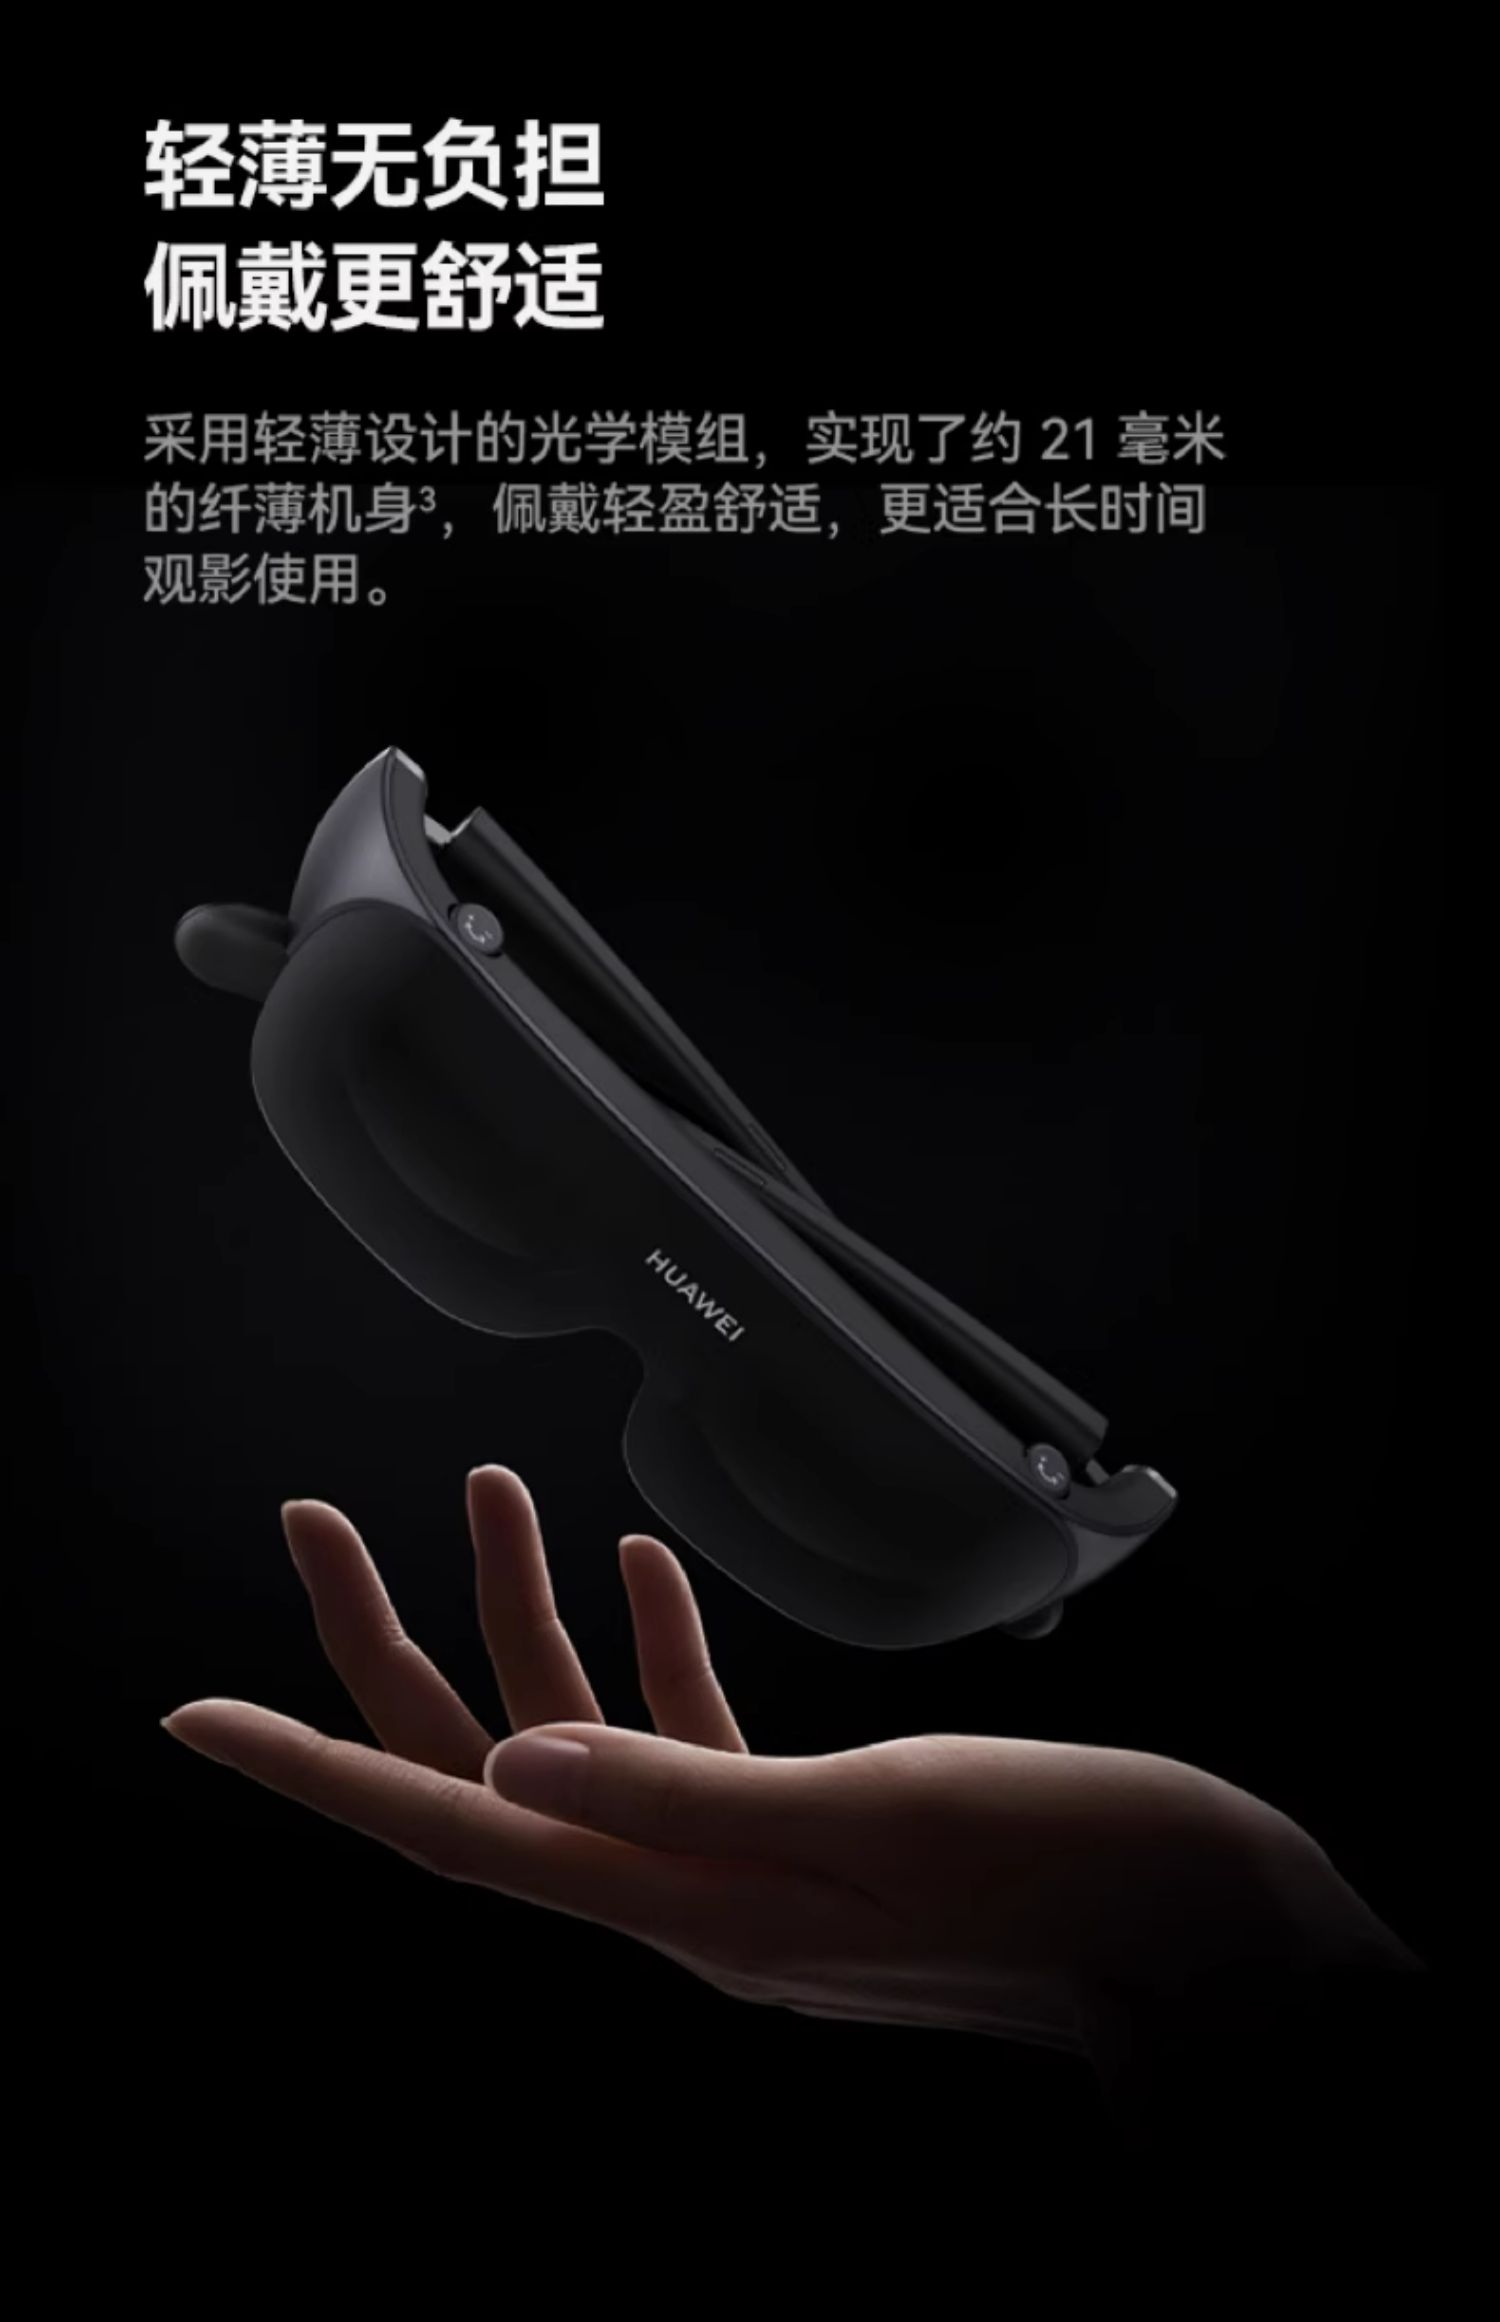 轻薄无负担
佩戴更舒适
采用轻薄设计的光学模组，实现了约 21 毫米
的纤薄机身³，佩戴轻盈舒适，更适合长时间
观影使用。
HUAWEI